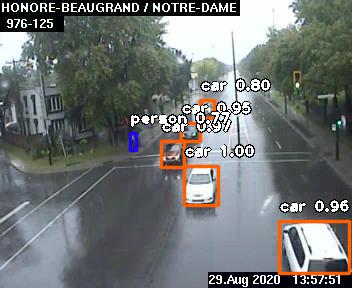 HONORE-BEAUGRAND / NOTRE-DAME
976-125
car 0.80
car 0.95
person 0.77
car 0.97
car 1.00
car 0.96
29.Aug 2020 13:57:51